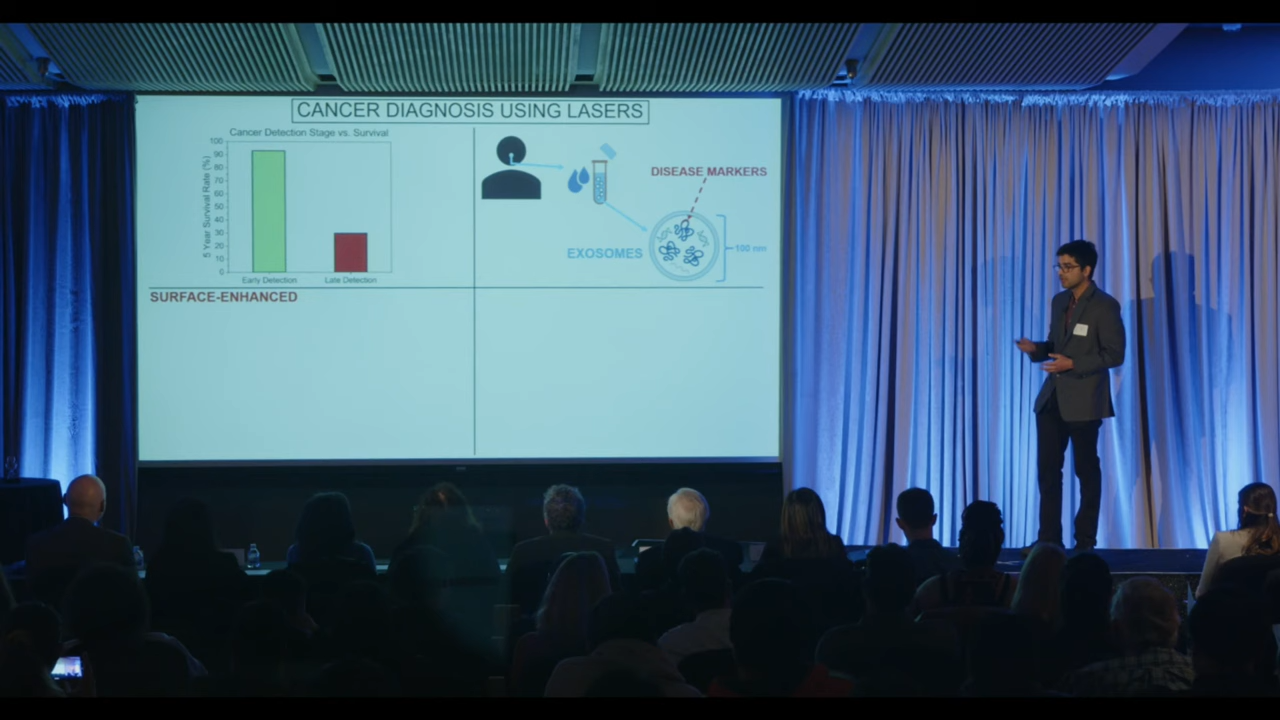 CANCER DIAGNOSIS USING LASERS
Cancer Detection Stage vs. Survival
5 Year Survival Rate (%)
100
90
80
70
60
50
40
30
20
10
0
Early Detection
Late Detection
DISEASE MARKERS
EXOSOMES
100 nm
SURFACE-ENHANCED